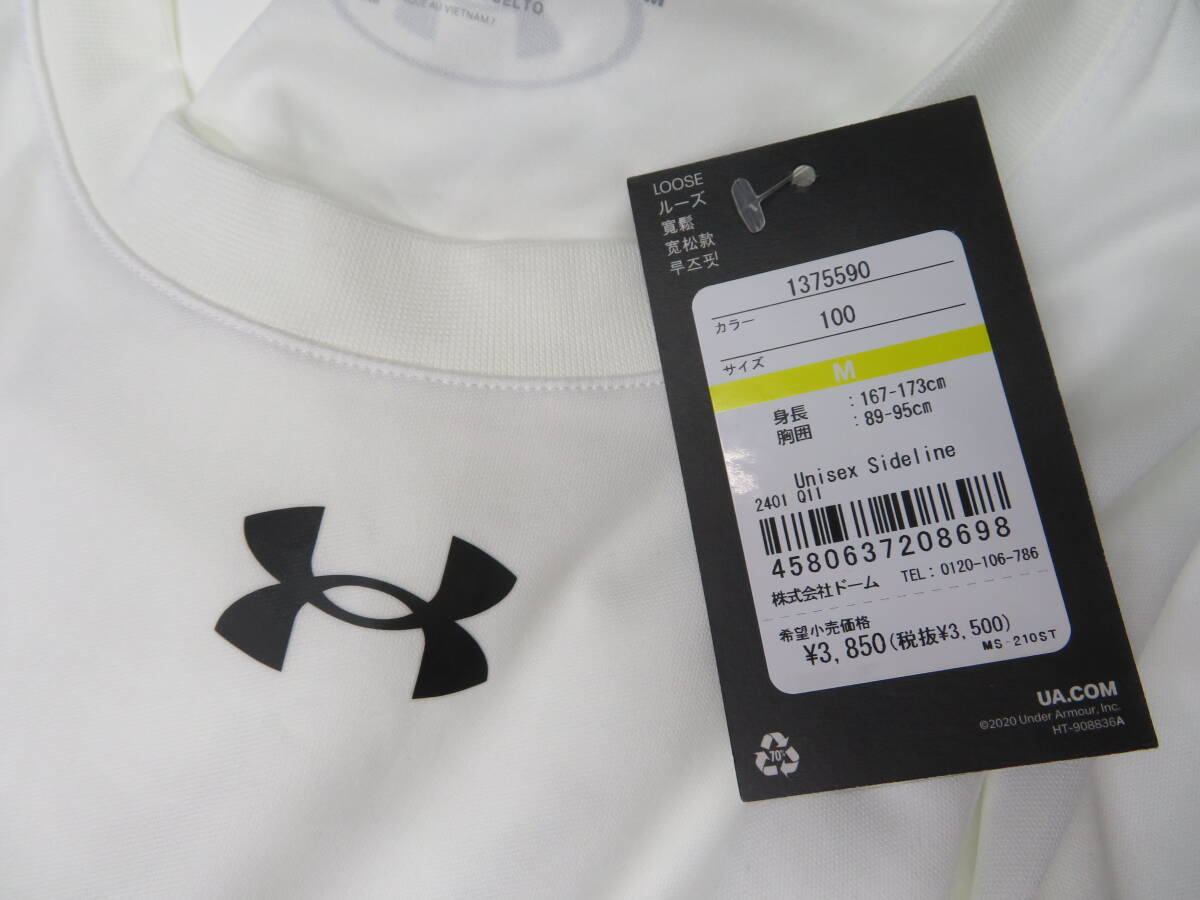 AU VIETNAM /
M
LOOSE
ルーズ
寬鬆
宽松款
루즈핏
1375590
カラー 100
サイズ
M
身長 : 167-173cm
胸囲 : 89-95cm
Unisex Sideline
2401 Q11
4580637208698
株式会社ドーム TEL : 0120-106-786
希望小売価格
¥3,850(税抜¥3,500)
MS-210ST
UA.COM
©2020 Under Armour, Inc.
HT-908836A
70%